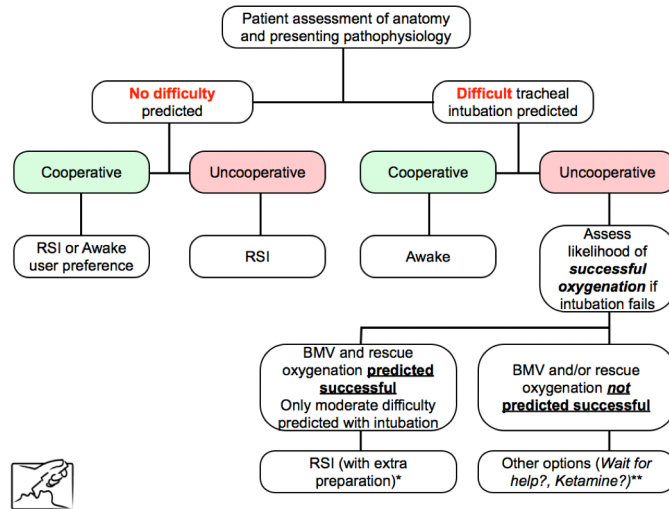 Patient assessment of anatomy
and presenting pathophysiology
No difficulty
predicted
Difficult tracheal
intubation predicted
Cooperative
Uncooperative
Cooperative
Uncooperative
RSI or Awake
user preference
RSI
Awake
Assess
likelihood of
successful
oxygenation if
intubation fails
BMV and rescue
oxygenation predicted
successful
Only moderate difficulty
predicted with intubation
BMV and/or rescue
oxygenation not
predicted successful
RSI (with extra
preparation)*
Other options (Wait for
help?, Ketamine?)**